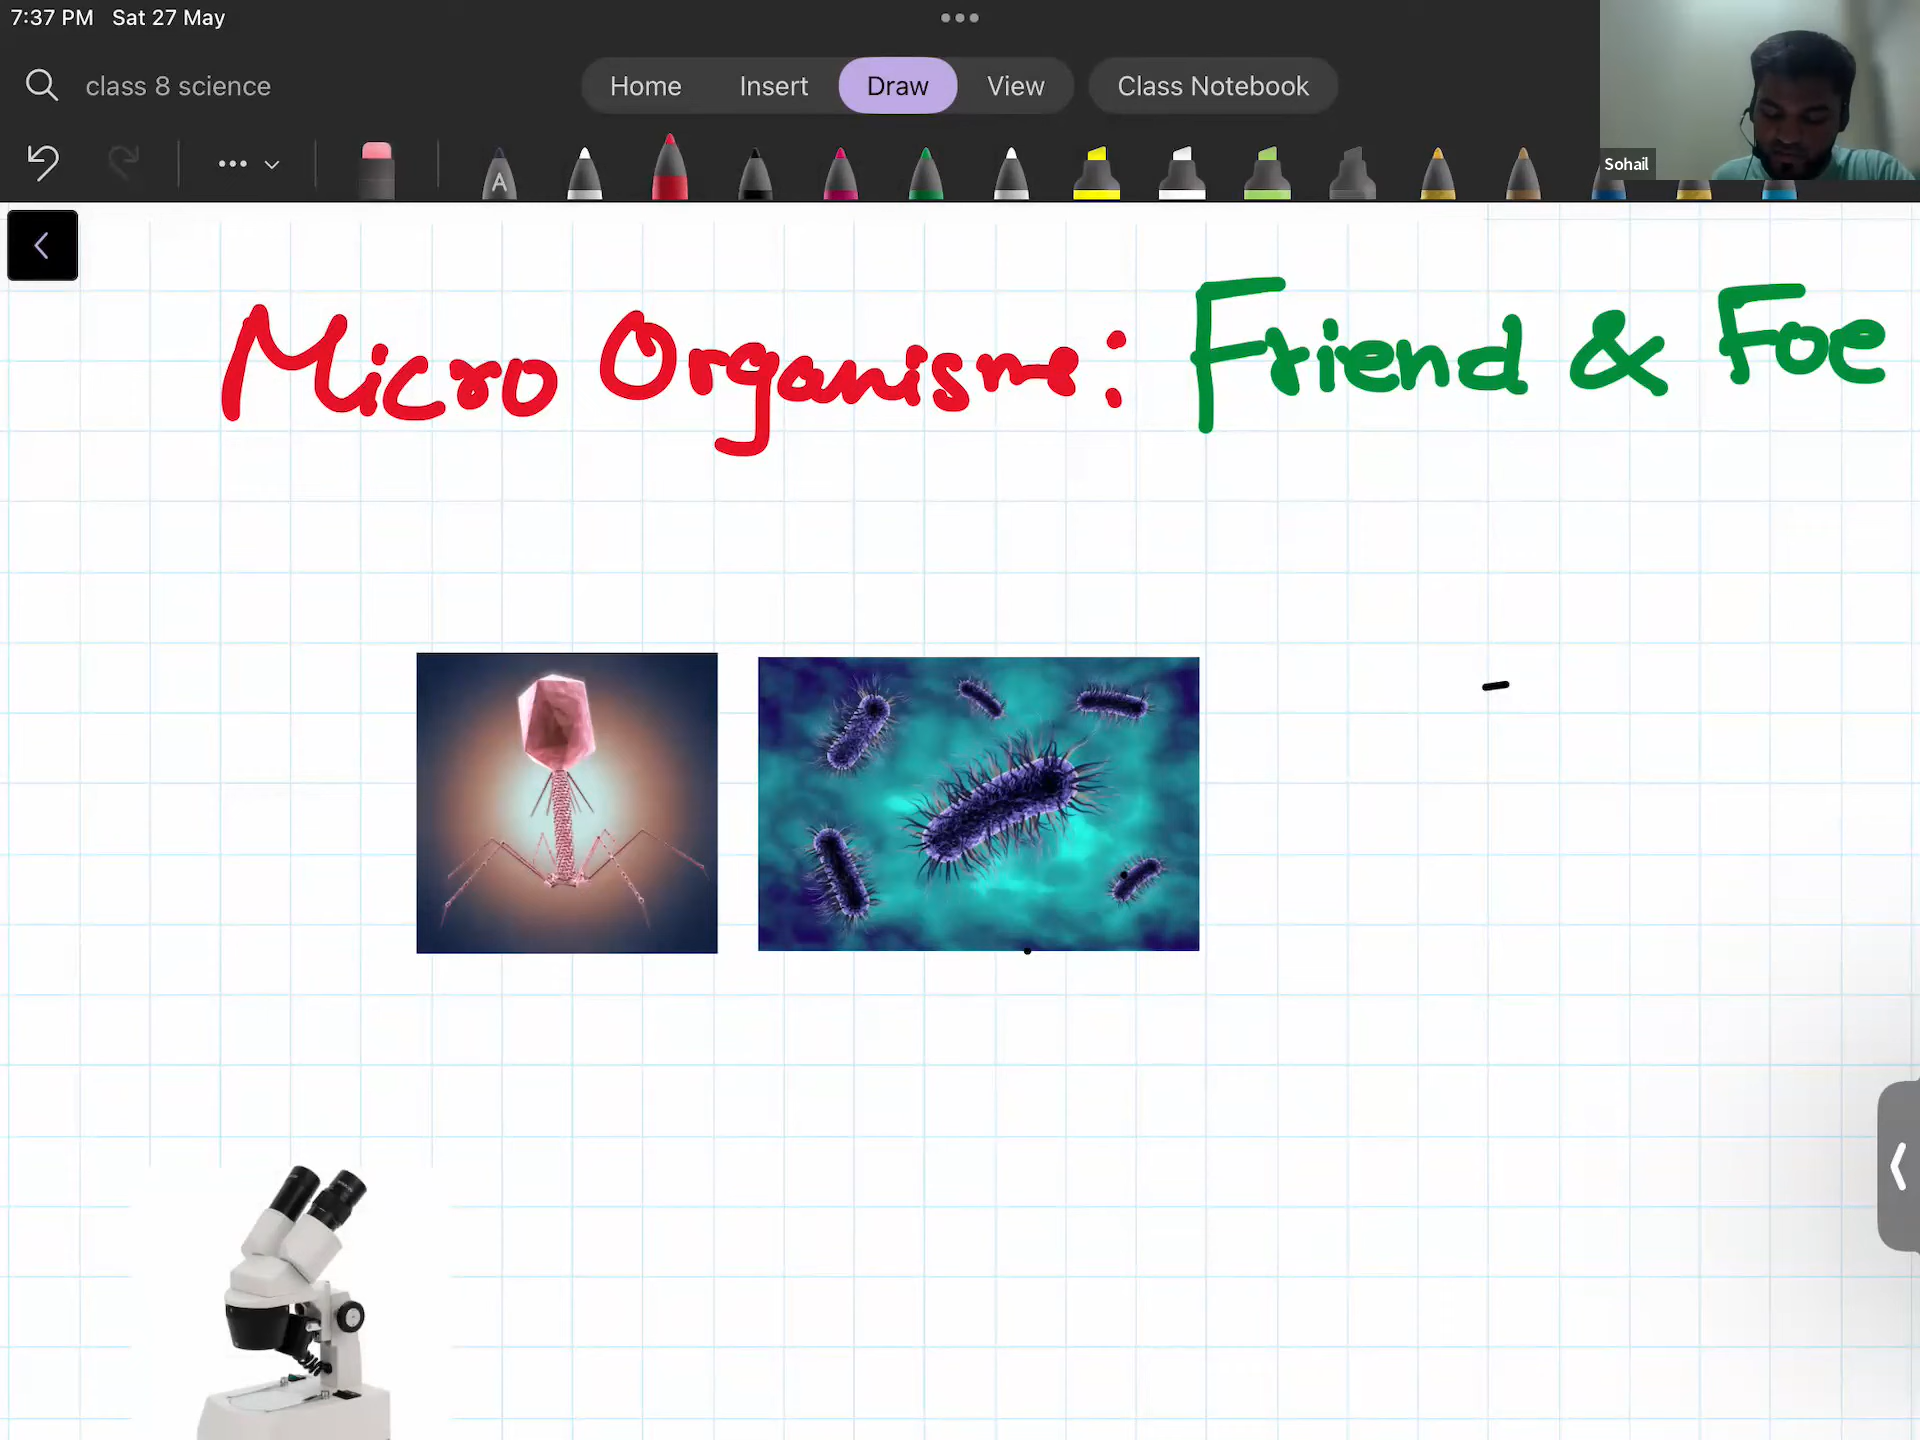 7:37 PM Sat 27 May
class 8 science
Home Insert Draw View Class Notebook
A
Sohail
Micro Organisms: Friend & Foe